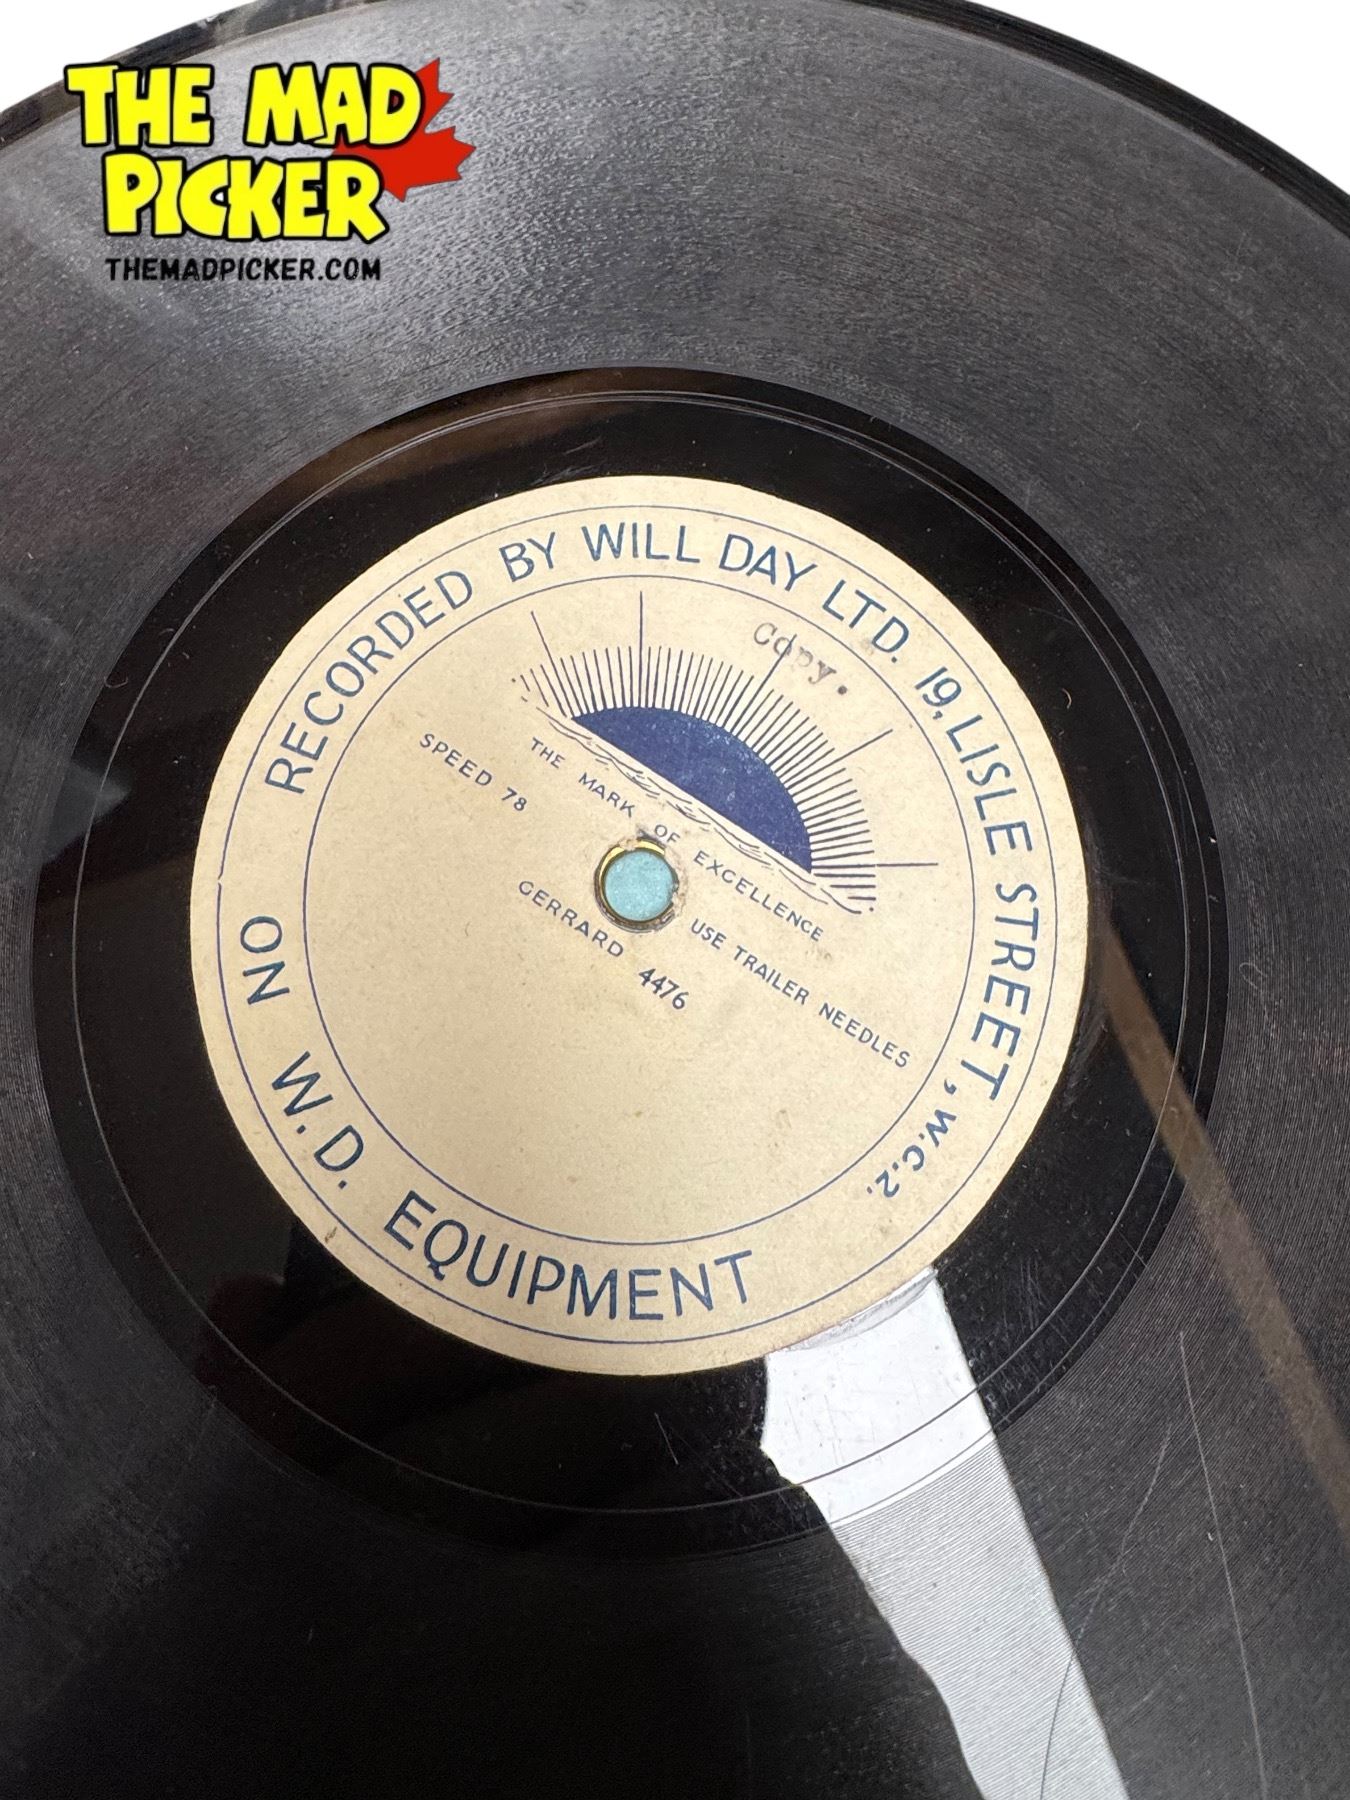 THE MAD
PICKER
THEMADPICKER.COM
RECORDED BY WILL DAY LTD. 19, LISLE STREET, W.C.2.
Copy.
THE MARK OF EXCELLENCE
SPEED 78
USE TRAILER NEEDLES
GERRARD 4476
ON W.D. EQUIPMENT